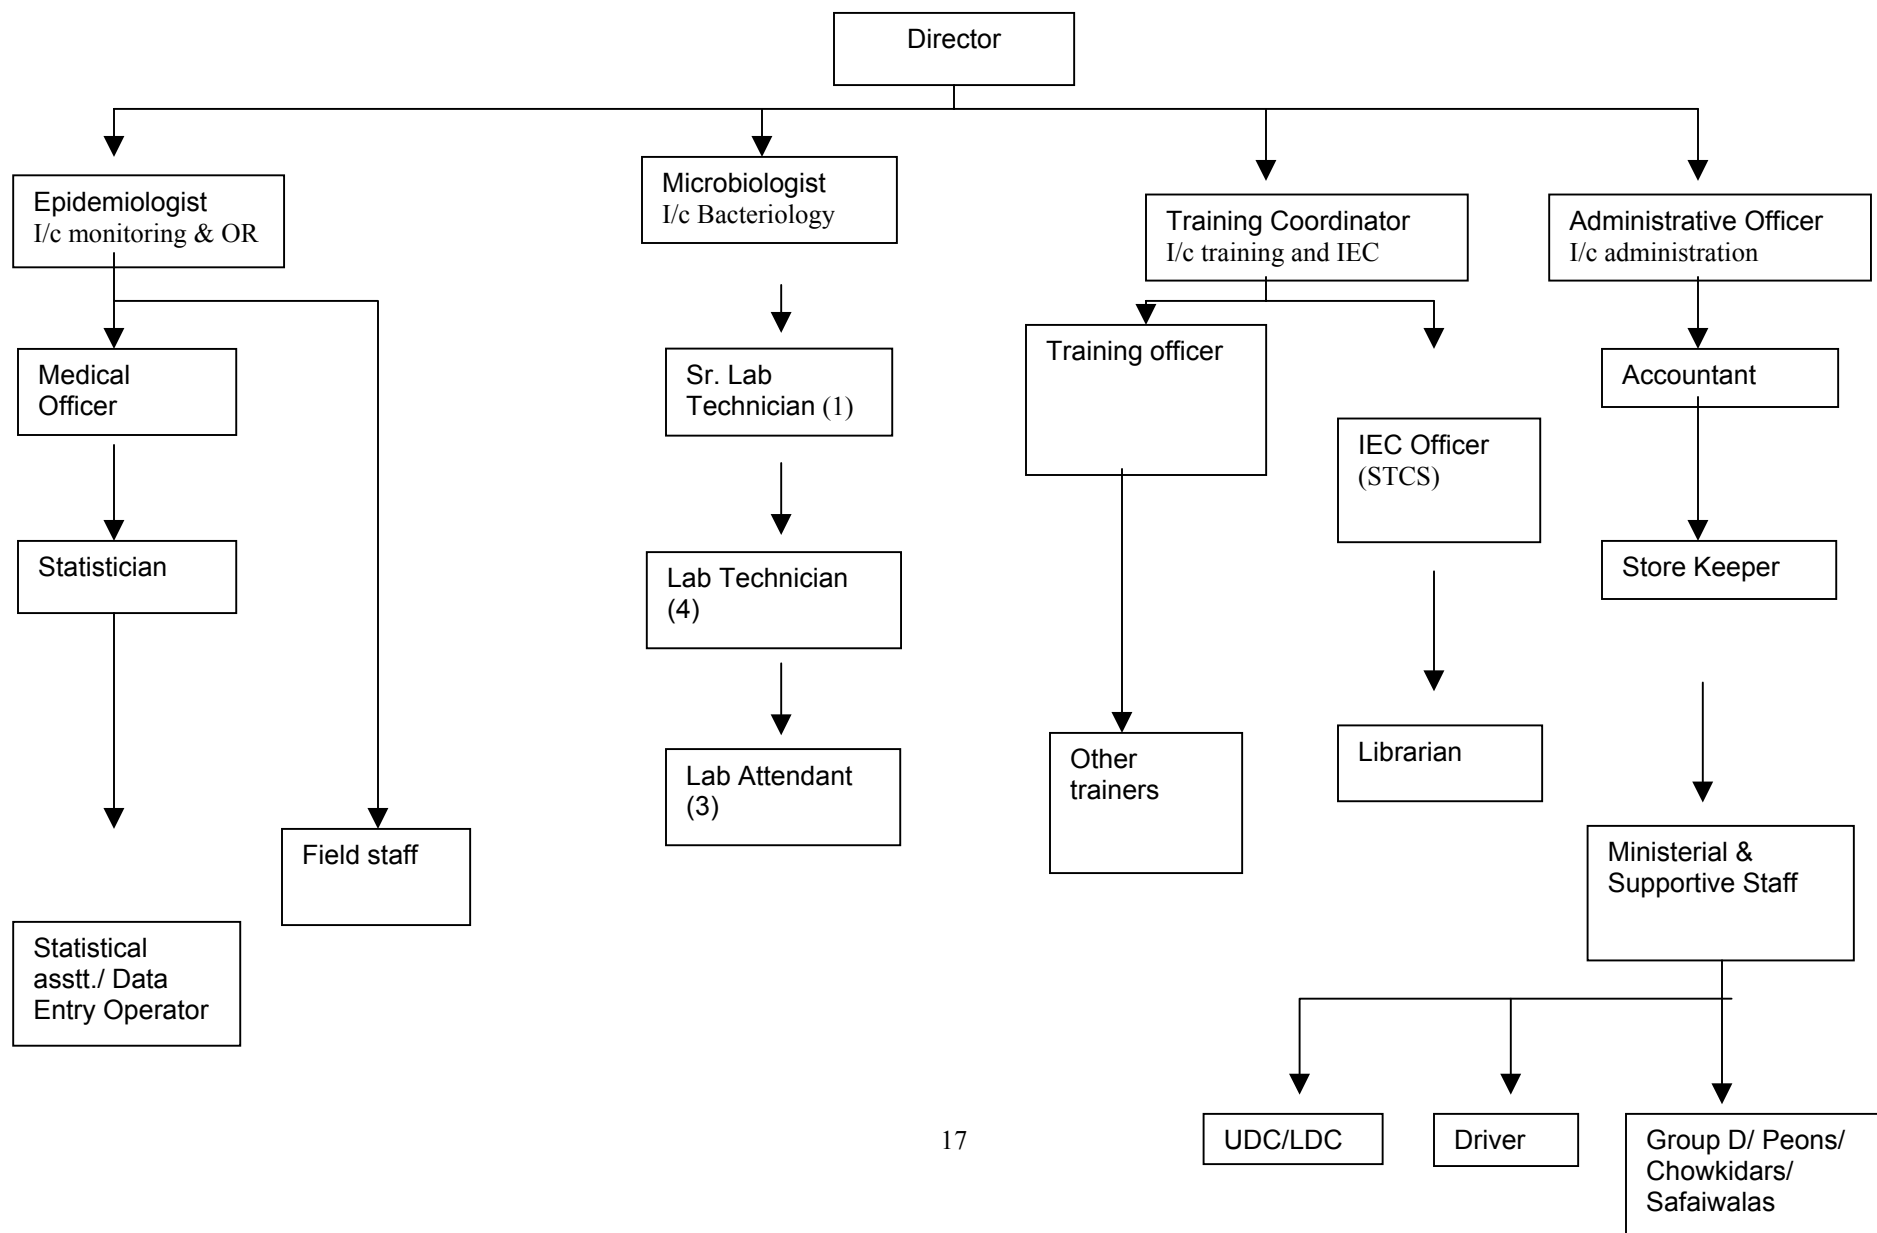 Director
Epidemiologist
I/c monitoring & OR
Microbiologist
I/c Bacteriology
Training Coordinator
I/c training and IEC
Administrative Officer
I/c administration
Medical
Officer
Sr. Lab
Technician (1)
Training officer
IEC Officer
(STCS)
Accountant
Statistician
Lab Technician
(4)
Store Keeper
Lab Attendant
(3)
Other
trainers
Librarian
Field staff
Ministerial &
Supportive Staff
Statistical
asstt./ Data
Entry Operator
UDC/LDC
Driver
Group D/ Peons/
Chowkidars/
Safaiwalas
17